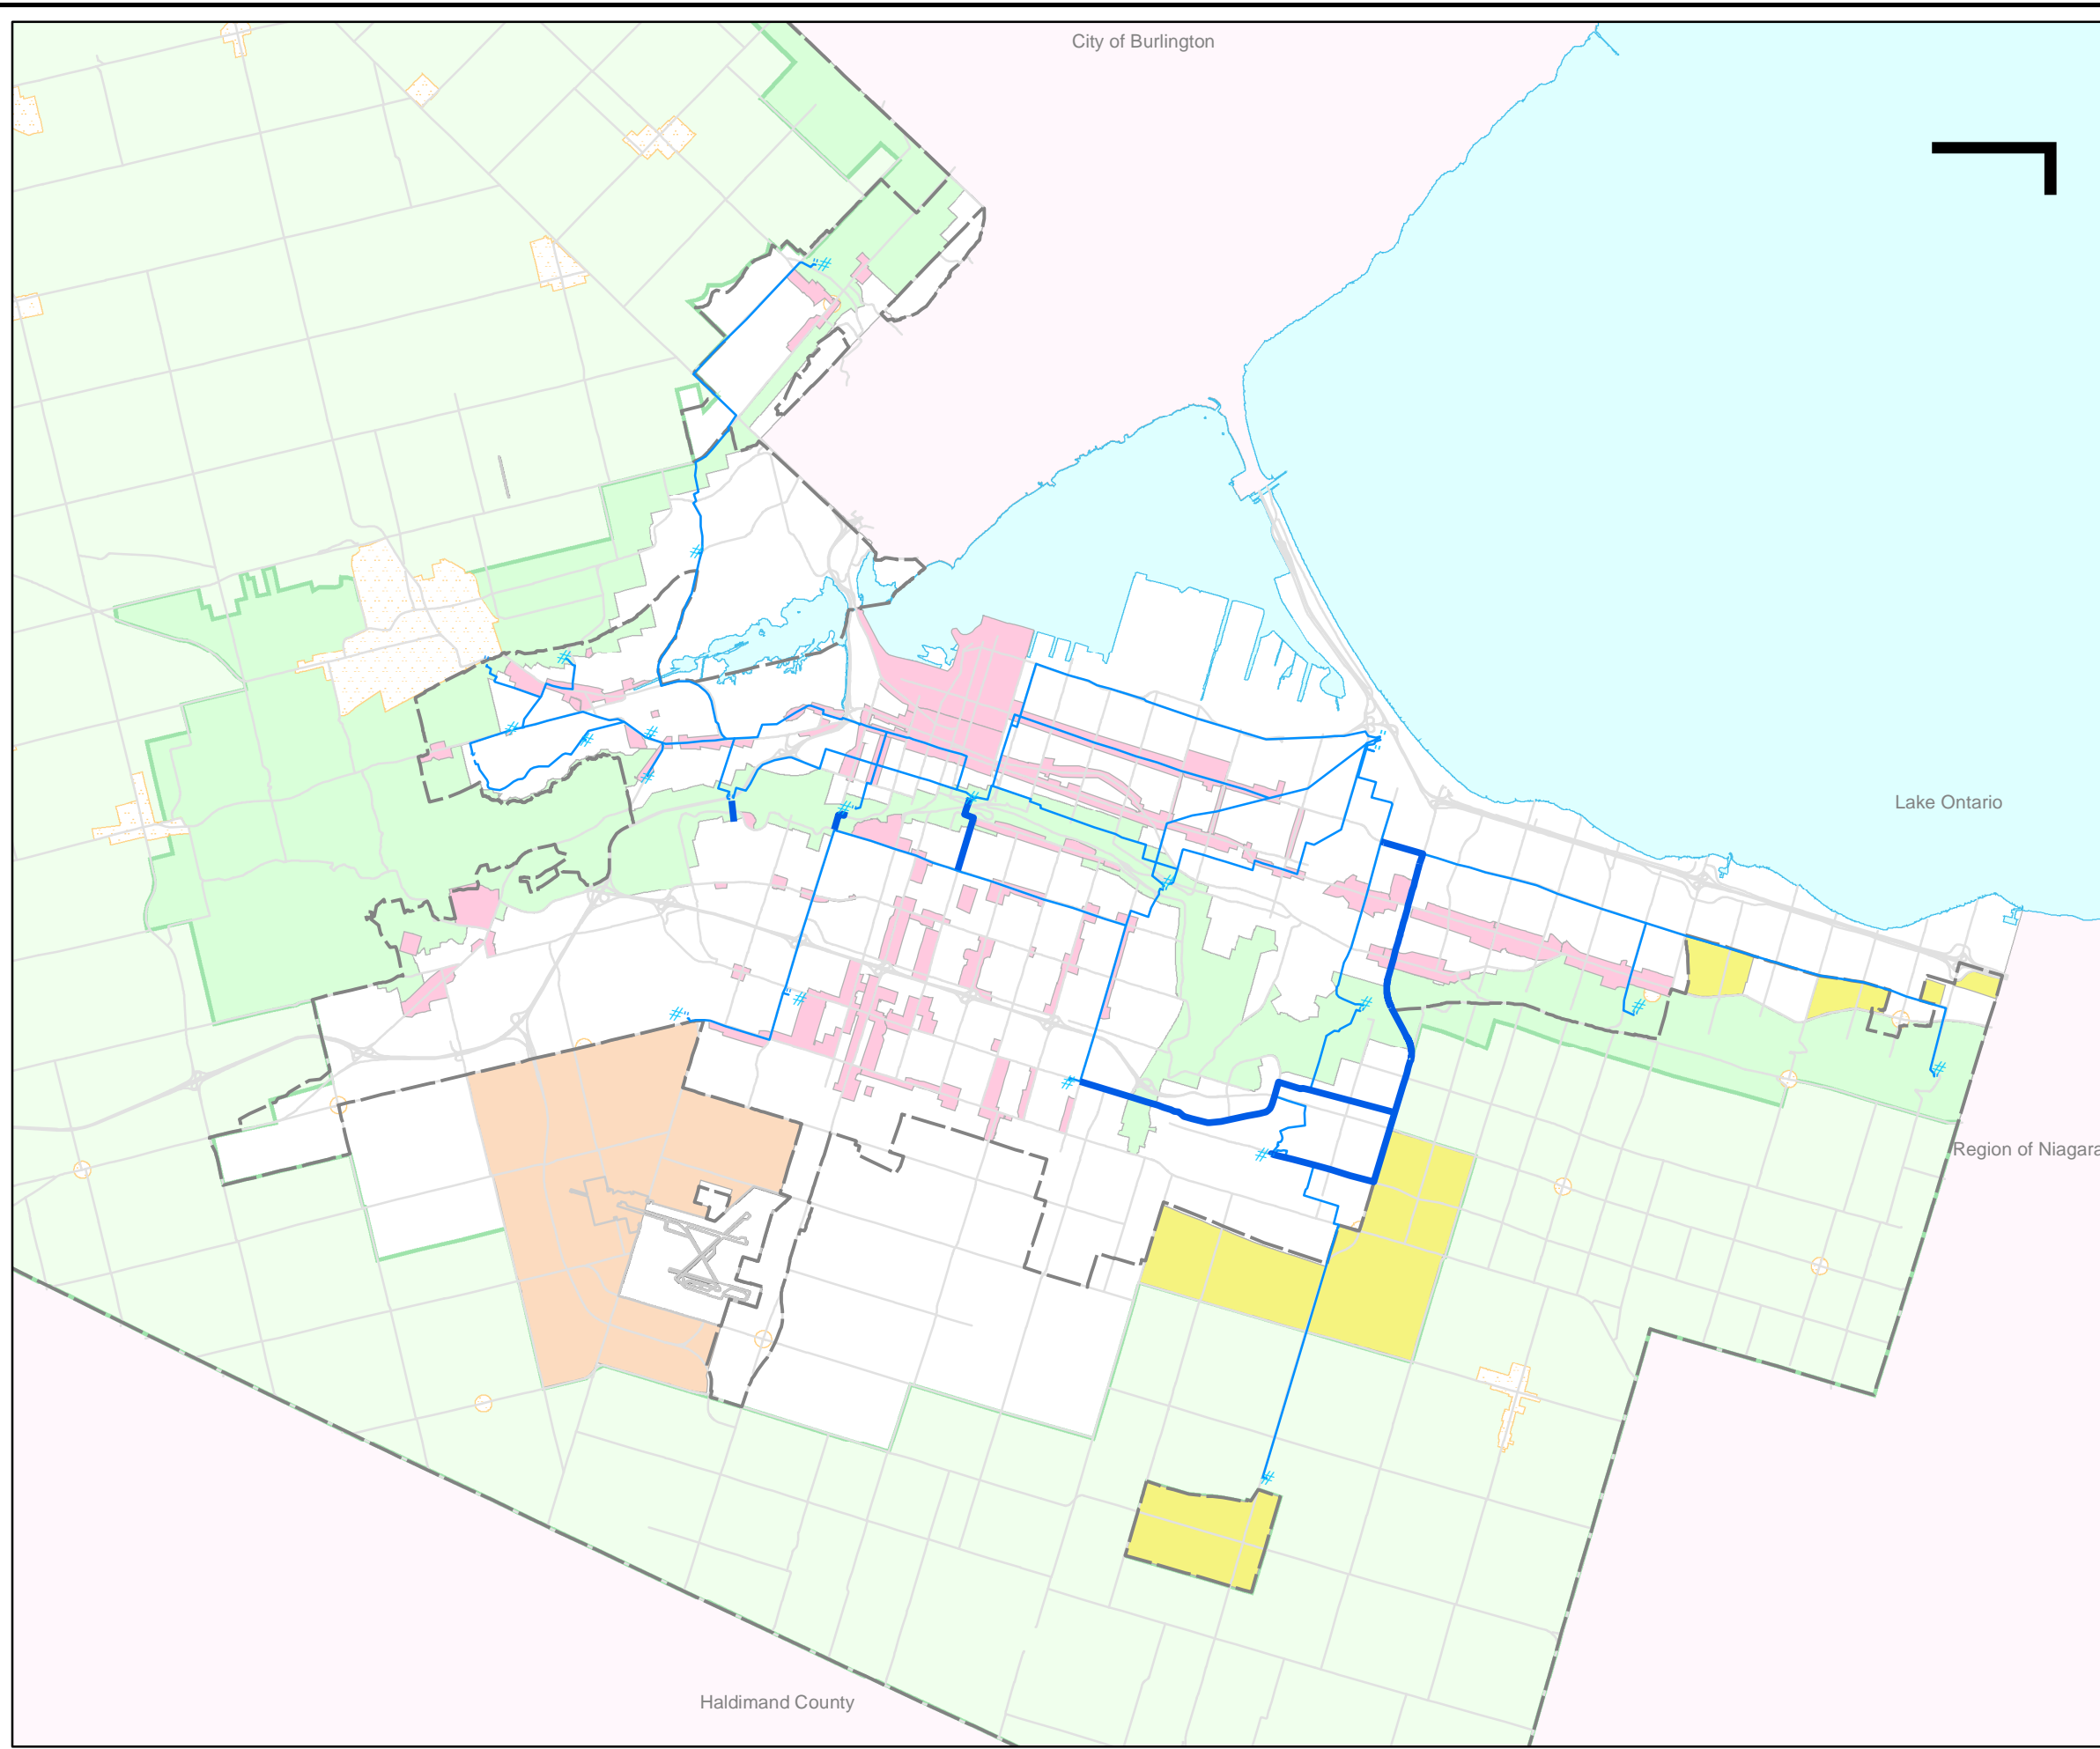 City of Burlington
Lake Ontario
Region of Niagara
Haldimand County